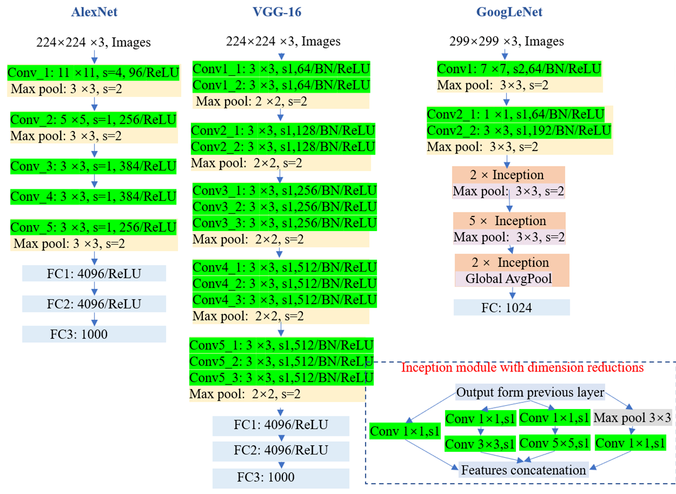 AlexNet
224×224 ×3, Images
Conv_1: 11 ×11, s=4, 96/ReLU
Max pool: 3 ×3, s=2
Conv_2: 5 ×5, s=1, 256/ReLU
Max pool: 3 ×3, s=2
Conv_3: 3 ×3, s=1, 384/ReLU
Conv_4: 3 ×3, s=1, 384/ReLU
Conv_5: 3 ×3, s=1, 256/ReLU
Max pool: 3 ×3, s=2
FC1: 4096/ReLU
FC2: 4096/ReLU
FC3: 1000
VGG-16
224×224 ×3, Images
Conv1_1: 3 ×3, s1,64/BN/ReLU
Conv1_2: 3 ×3, s1,64/BN/ReLU
Max pool: 2 ×2, s=2
Conv2_1: 3 ×3, s1,128/BN/ReLU
Conv2_2: 3 ×3, s1,128/BN/ReLU
Max pool: 2×2, s=2
Conv3_1: 3 ×3, s1,256/BN/ReLU
Conv3_2: 3 ×3, s1,256/BN/ReLU
Conv3_3: 3 ×3, s1,256/BN/ReLU
Max pool: 2×2, s=2
Conv4_1: 3 ×3, s1,512/BN/ReLU
Conv4_2: 3 ×3, s1,512/BN/ReLU
Conv4_3: 3 ×3, s1,512/BN/ReLU
Max pool: 2×2, s=2
Conv5_1: 3 ×3, s1,512/BN/ReLU
Conv5_2: 3 ×3, s1,512/BN/ReLU
Conv5_3: 3 ×3, s1,512/BN/ReLU
Max pool: 2×2, s=2
FC1: 4096/ReLU
FC2: 4096/ReLU
FC3: 1000
GoogLeNet
299×299 ×3, Images
Conv1: 7 ×7, s2,64/BN/ReLU
Max pool: 3×3, s=2
Conv2_1: 1 ×1, s1,64/BN/ReLU
Conv2_2: 3 ×3, s1,192/BN/ReLU
Max pool: 3×3, s=2
2 × Inception
Max pool: 3×3, s=2
5 × Inception
Max pool: 3×3, s=2
2 × Inception
Global AvgPool
FC: 1024
Inception module with dimension reductions
Output form previous layer
Conv 1×1,s1 Conv 1×1,s1 Max pool 3×3
Conv 1×1,s1
Conv 3×3,s1 Conv 5×5,s1 Conv 1×1,s1
Features concatenation